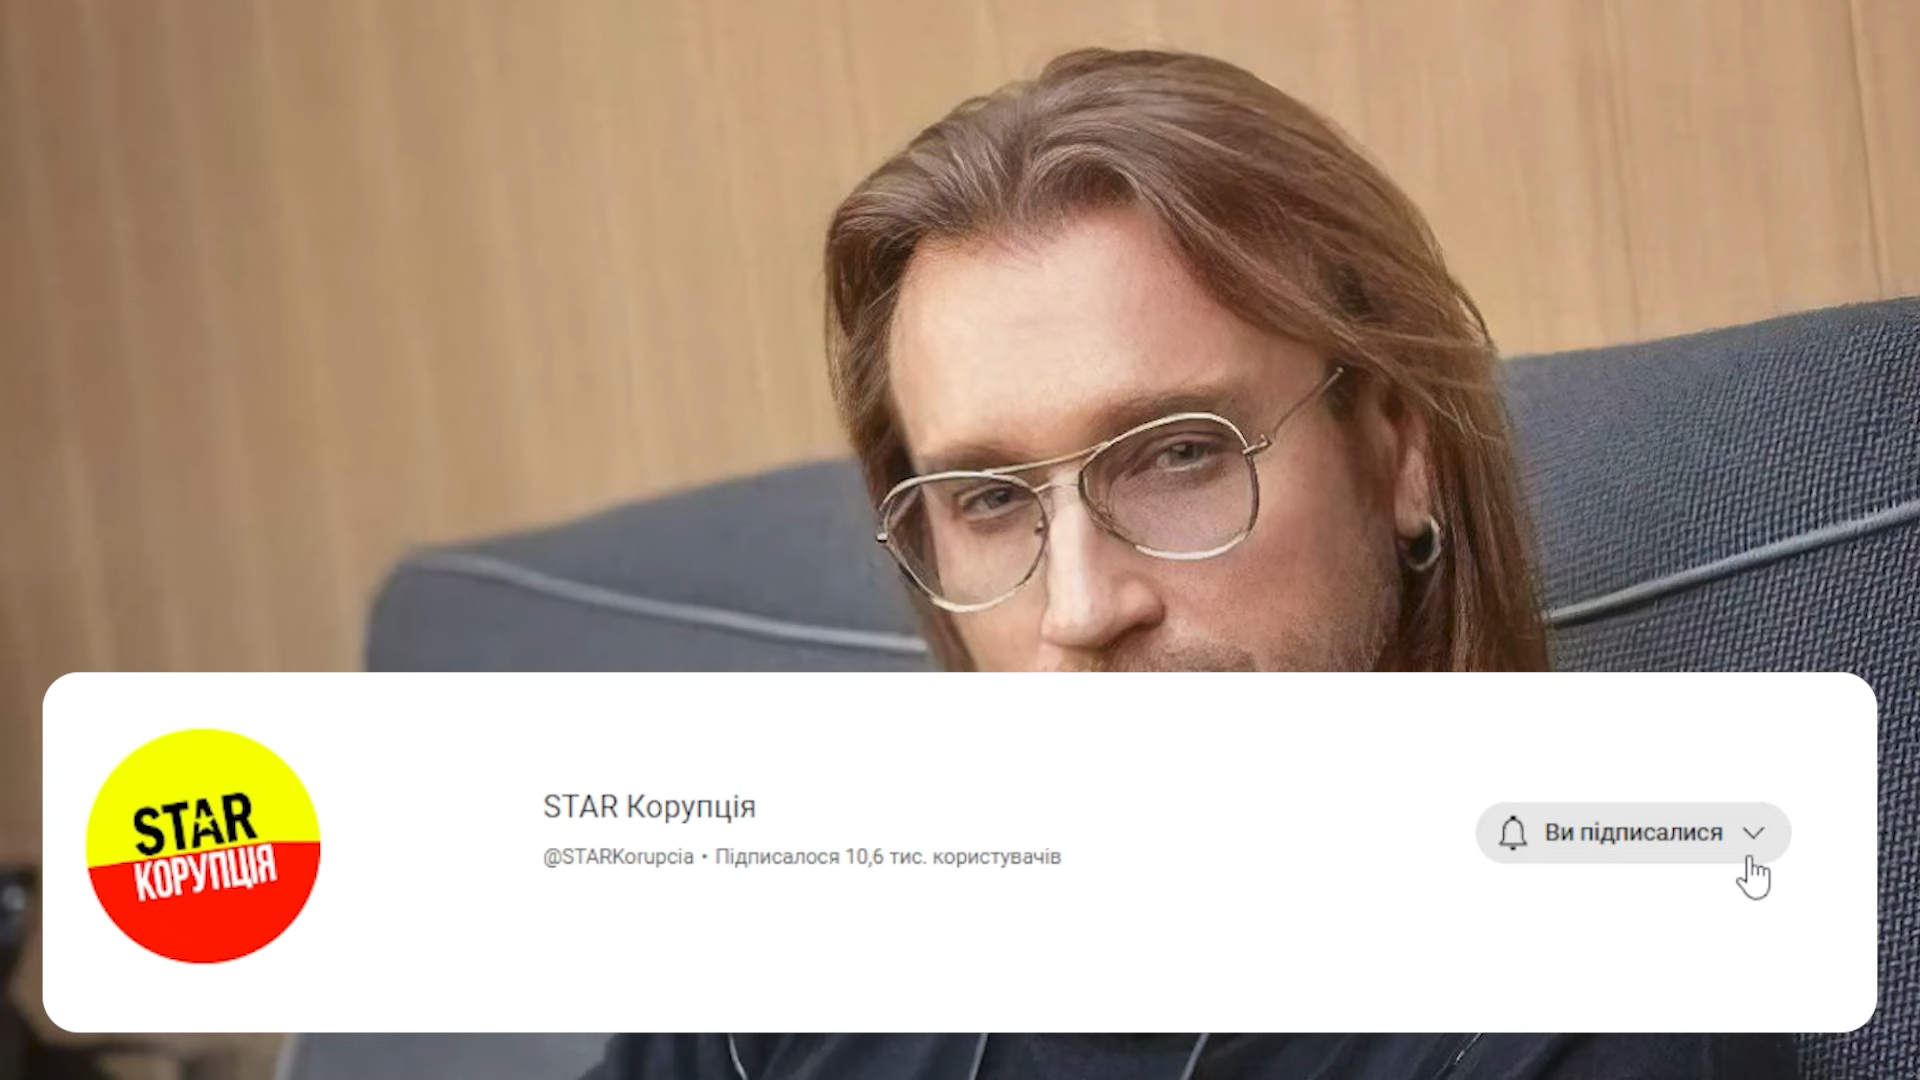 STAR
КОРУПЦІЯ
STAR Корупція
@STARKorupcia • Підписалося 10,6 тис. користувачів
Ви підписалися